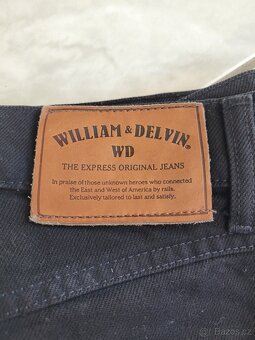 WILLIAM & DELVIN®
WD
THE EXPRESS ORIGINAL JEANS
In praise of those unknown heroes who connected
the East and West of America by rails.
Exclusively tailored to last and satisfy.
Bazos.cz